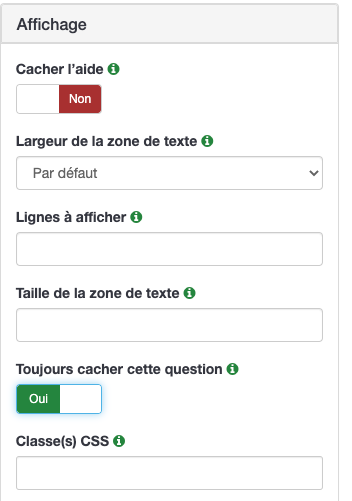 Affichage
Cacher l'aide
Non
Largeur de la zone de texte
Par défaut
Lignes à afficher
Taille de la zone de texte
Toujours cacher cette question
Oui
Classe(s) CSS